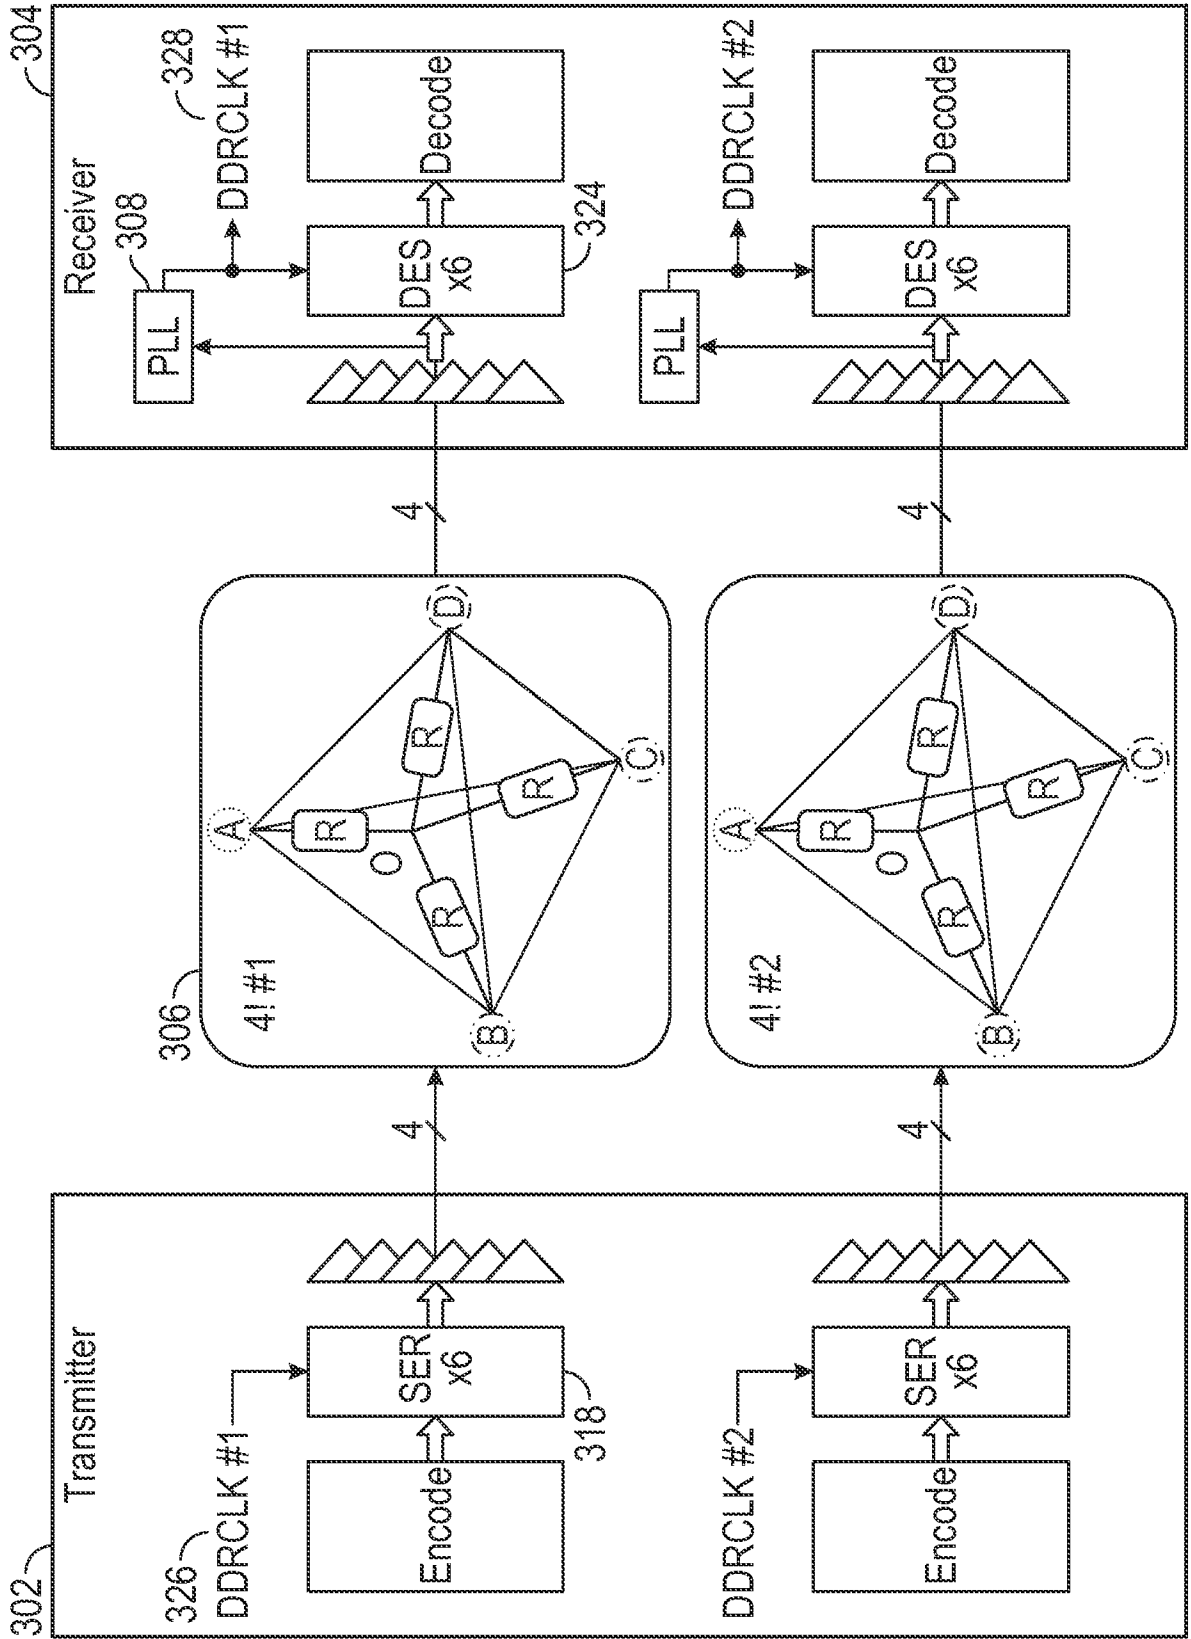 302
304
Transmitter
Receiver
326
DDRCLK #1
Encode
SER
x6
318
4
306
4! #1
A
B
C
D
O
R
R
R
R
4
PLL
308
328
DDRCLK #1
DES
x6
324
Decode
DDRCLK #2
Encode
SER
x6
4
4! #2
A
B
C
D
O
R
R
R
R
4
PLL
DDRCLK #2
DES
x6
Decode